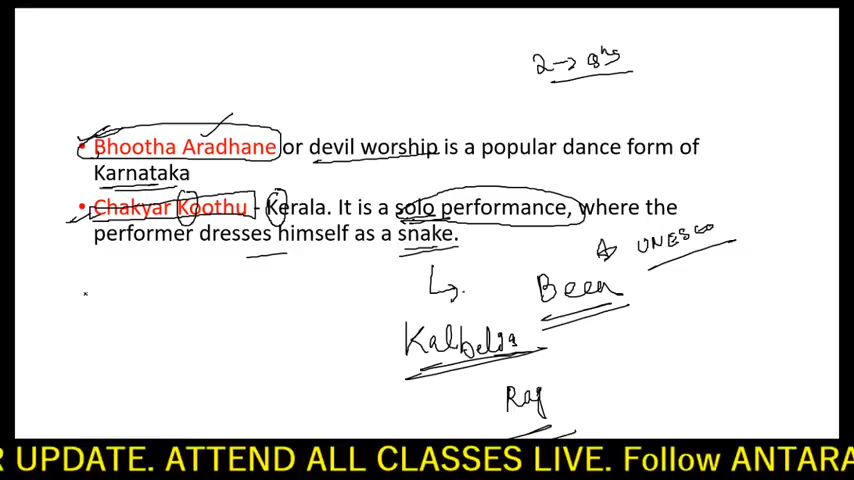 2 → 8hs
• Bhootha Aradhane or devil worship is a popular dance form of
Karnataka
• Chakyar Koothu - Kerala. It is a solo performance, where the
performer dresses himself as a snake.
UNESCO
Been
Kalbelia
Raj
R UPDATE. ATTEND ALL CLASSES LIVE. Follow ANTARA